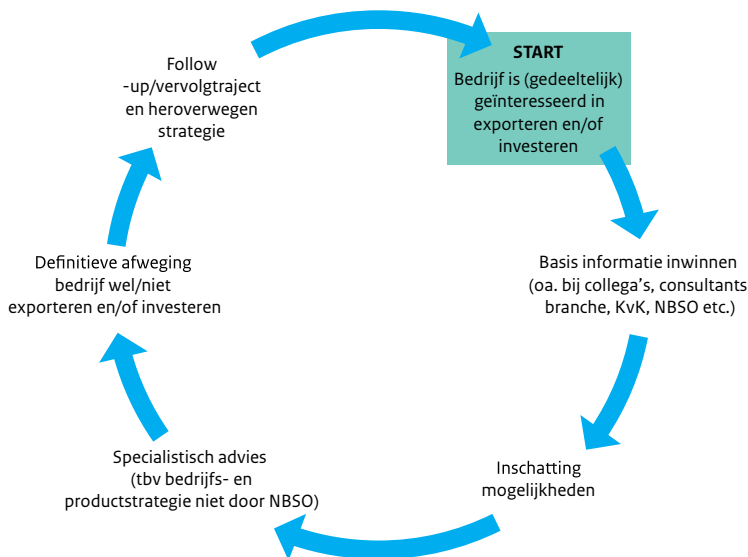 START
Bedrijf is (gedeeltelijk)
geïnteresseerd in
exporteren en/of
investeren
Basis informatie inwinnen
(oa. bij collega's, consultants
branche, KvK, NBSO etc.)
Inschatting
mogelijkheden
Specialistisch advies
(tbv bedrijfs- en
productstrategie niet door NBSO)
Definitieve afweging
bedrijf wel/niet
exporteren en/of investeren
Follow
-up/vervolgtraject
en heroverwegen
strategie